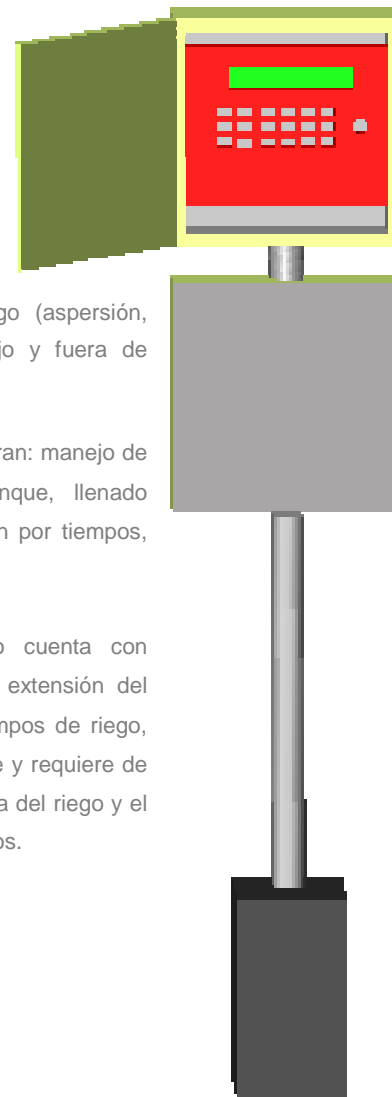 go (aspersión,
jo y fuera de
ran: manejo de
nque, llenado
n por tiempos,
o cuenta con
extensión del
mpos de riego,
e y requiere de
a del riego y el
os.